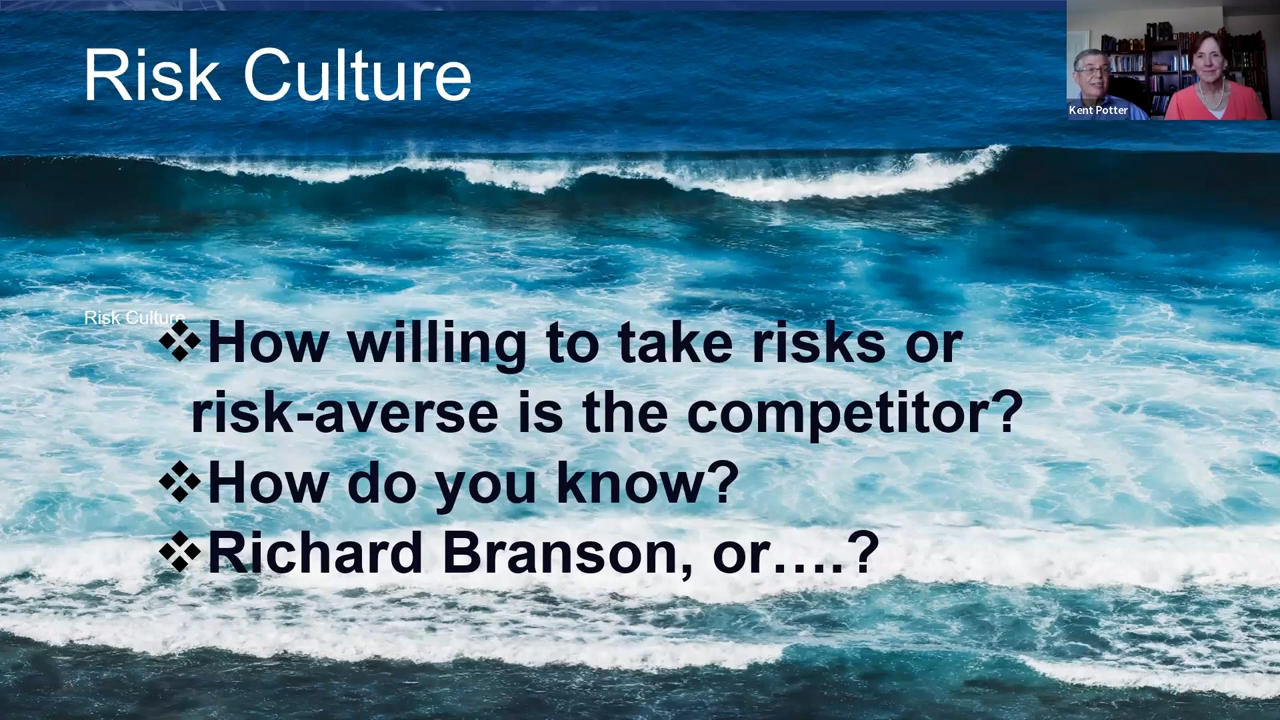 Risk Culture
Kent Potter
Risk Culture
❖How willing to take risks or
risk-averse is the competitor?
❖How do you know?
❖Richard Branson, or….?